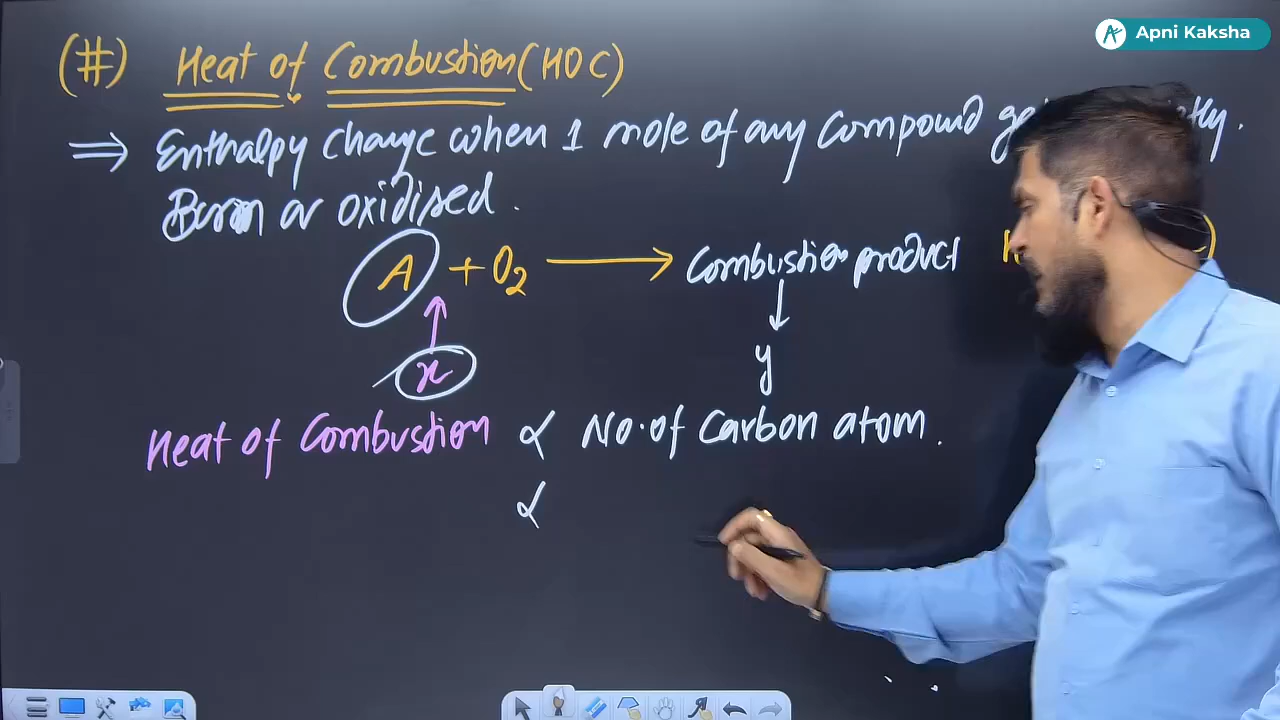 Apni Kaksha
(#) Heat of Combustion (HOC)
⇒ Enthalpy change when 1 mole of any compound
Burn or oxidised.
A + O2 → Combustion product
x
y
Heat of Combustion ∝ No. of Carbon atom.
∝